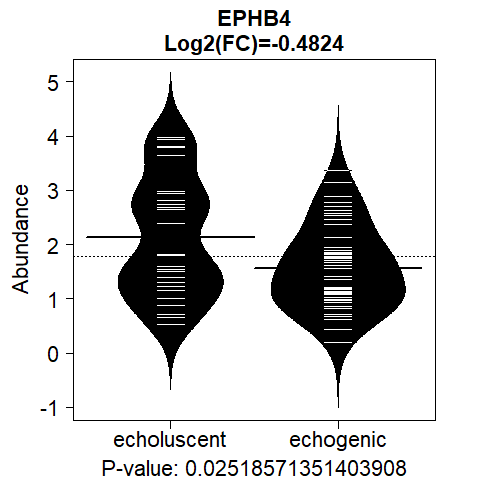 EPHB4
Log2(FC)=-0.4824
Abundance
5
4
3
2
1
0
-1
echoluscent echogenic
P-value: 0.02518571351403908